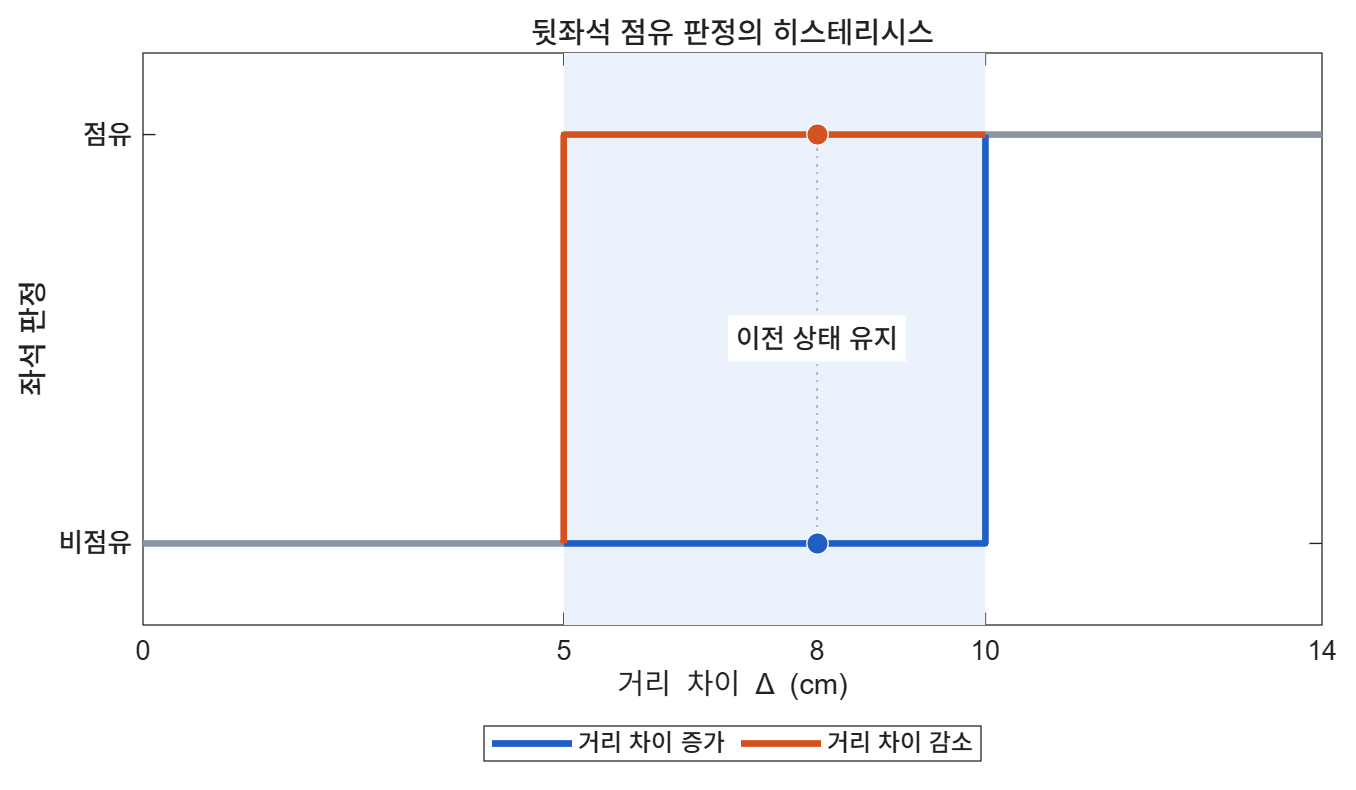 뒷좌석 점유 판정의 히스테리시스
점유
좌석 판정
이전 상태 유지
비점유
0 5 8 10 14
거리 차이 Δ (cm)
거리 차이 증가 거리 차이 감소